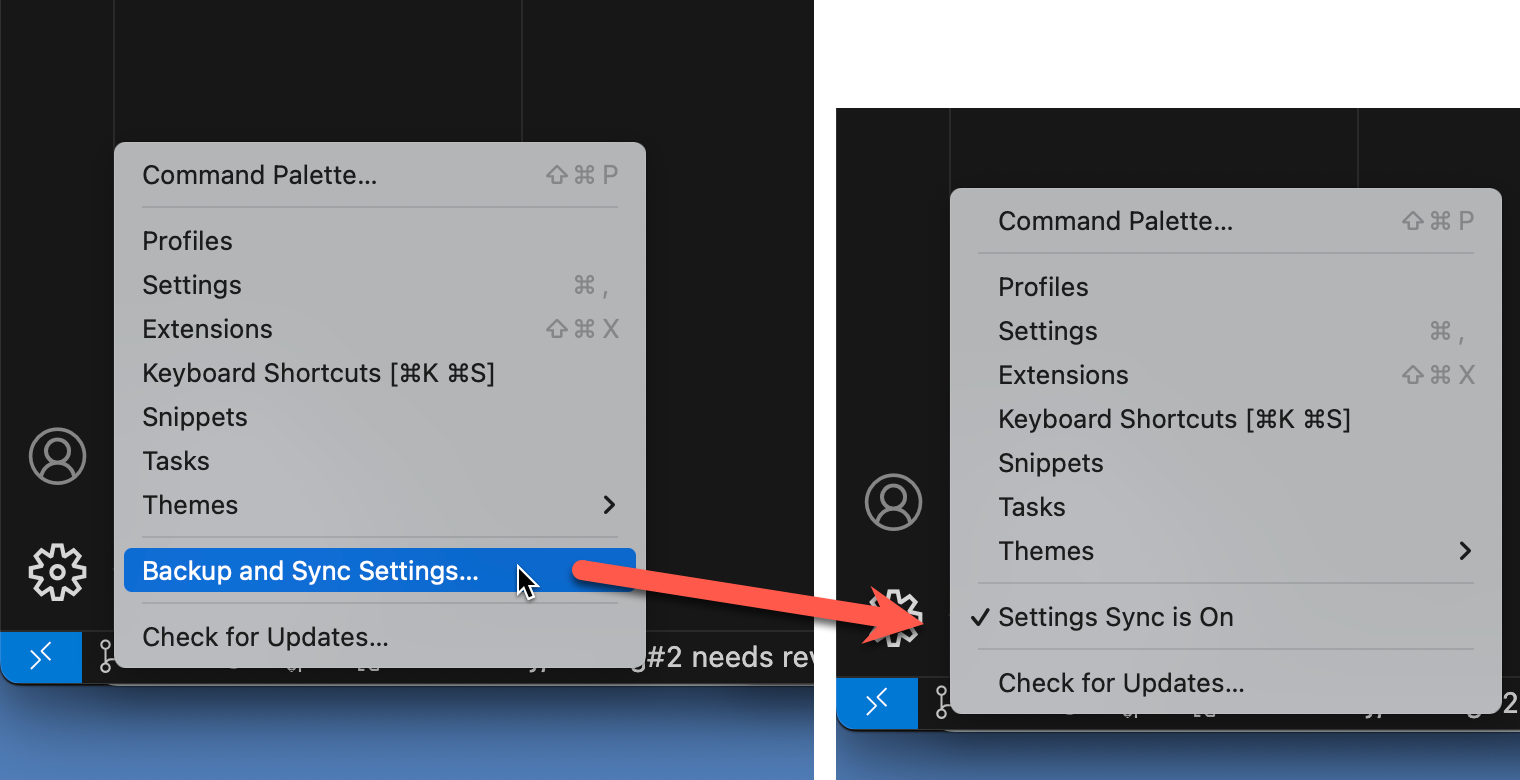 Command Palette... ⇧ ⌘ P
Profiles
Settings ⌘ ,
Extensions ⇧ ⌘ X
Keyboard Shortcuts [⌘K ⌘S]
Snippets
Tasks
Themes
Backup and Sync Settings...
Check for Updates...
#2 needs
Command Palette... ⇧ ⌘ P
Profiles
Settings ⌘ ,
Extensions ⇧ ⌘ X
Keyboard Shortcuts [⌘K ⌘S]
Snippets
Tasks
Themes
✓ Settings Sync is On
Check for Updates...